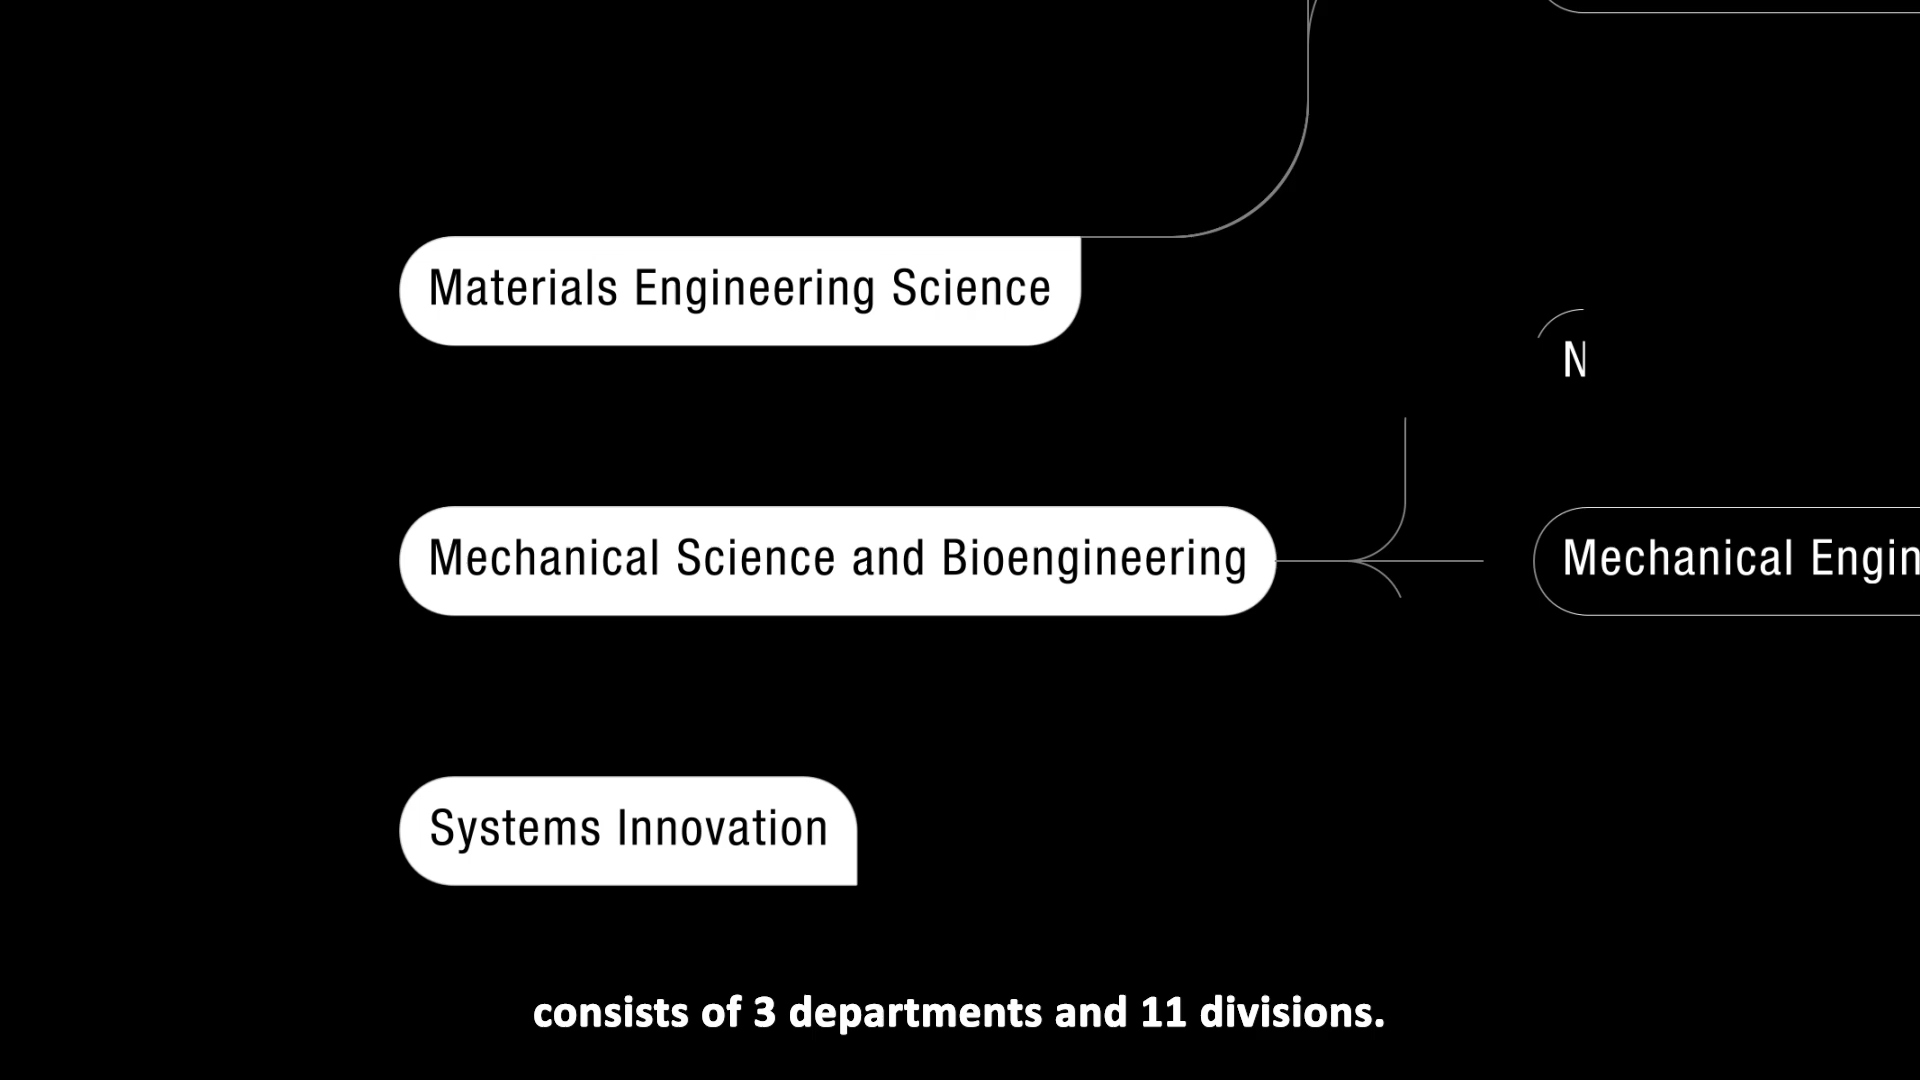 Materials Engineering Science
N
Mechanical Science and Bioengineering
Mechanical Engin
Systems Innovation
consists of 3 departments and 11 divisions.